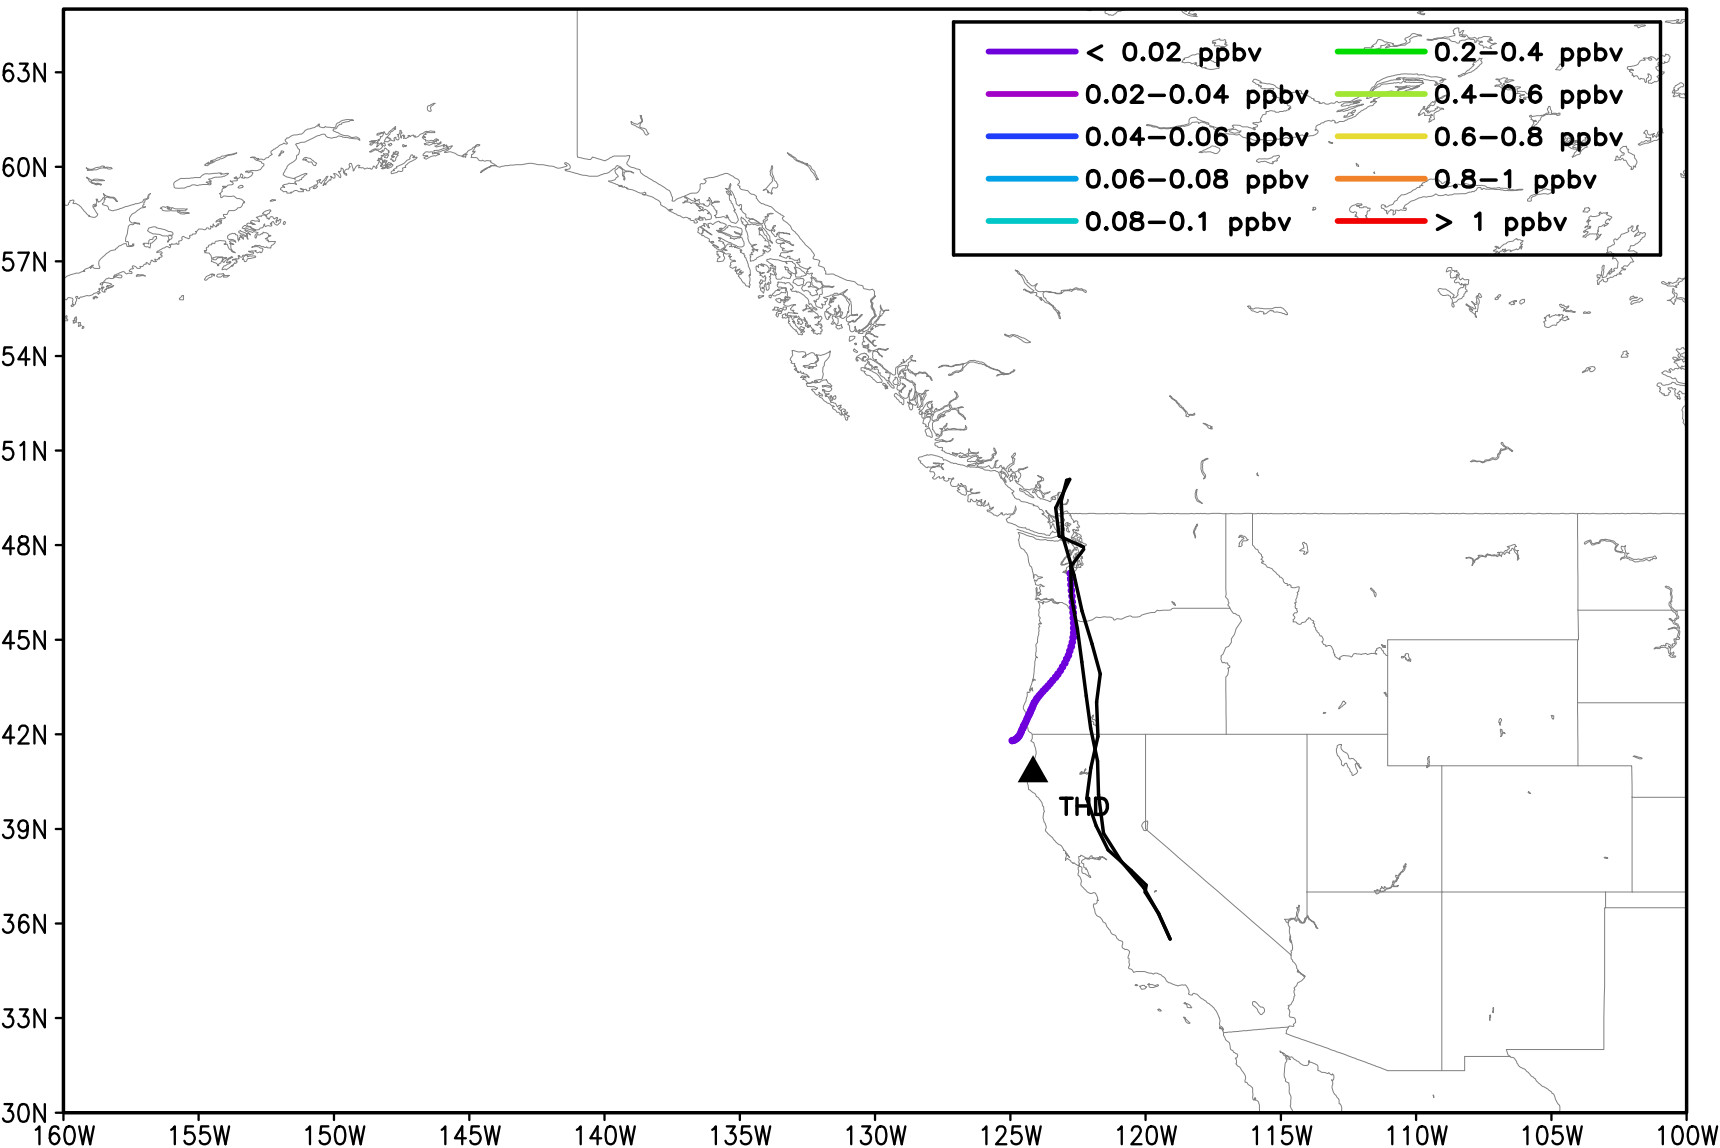 < 0.02 ppbv
0.02−0.04 ppbv
0.04−0.06 ppbv
0.06−0.08 ppbv
0.08−0.1 ppbv
0.2−0.4 ppbv
0.4−0.6 ppbv
0.6−0.8 ppbv
0.8−1 ppbv
> 1 ppbv
63N
60N
57N
54N
51N
48N
45N
42N
39N
36N
33N
30N
THD
160W 155W 150W 145W 140W 135W 130W 125W 120W 115W 110W 105W 100W